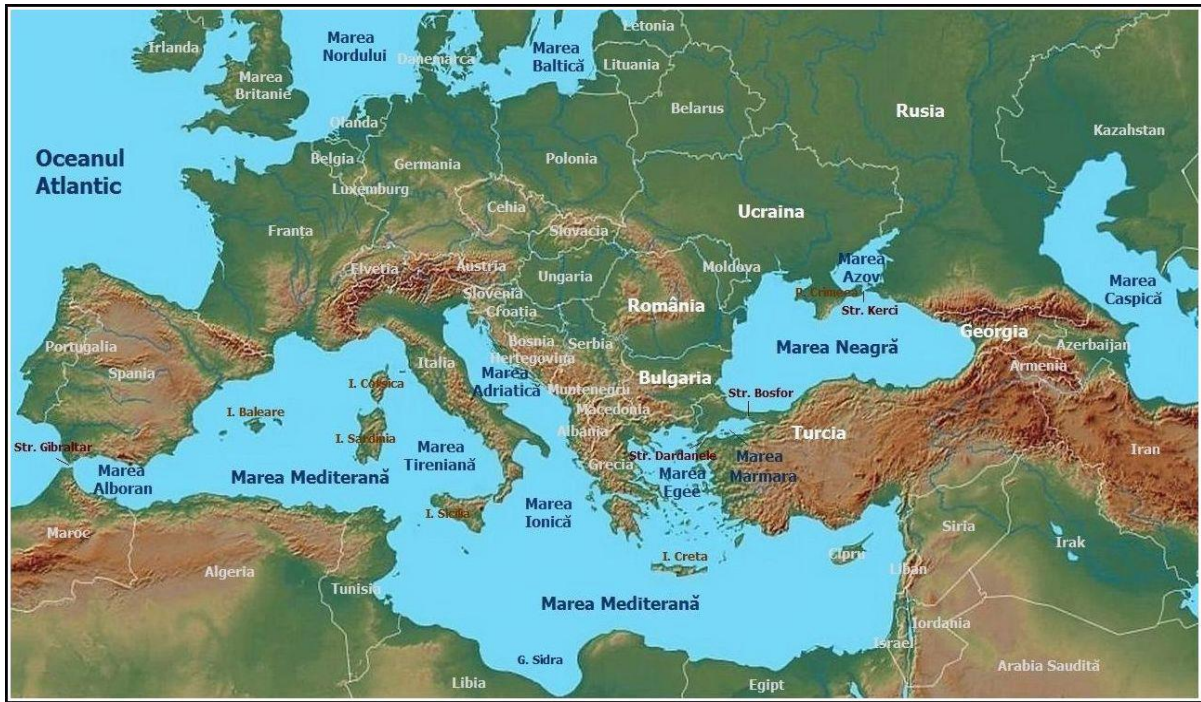 Irlanda
Marea
Britanie
Marea
Nordului
Danemarca
Marea
Baltică
Letonia
Lituania
Belarus
Rusia
Kazahstan
Oceanul
Atlantic
Olanda
Belgia
Luxemburg
Germania
Polonia
Cehia
Slovacia
Ucraina
Franța
Elveția
Austria
Ungaria
Moldova
Marea
Azov
P. Crimeea
Str. Kerci
Marea
Caspică
Slovenia
Croația
România
Georgia
Azerbaijan
Armenia
Portugalia
Spania
Italia
Bosnia
Herțegovina
Serbia
Marea
Adriatică
Muntenegru
Bulgaria
Marea Neagră
I. Corsica
I. Baleare
I. Sardinia
Macedonia
Albania
Str. Bosfor
Turcia
Str. Gibraltar
Marea
Alboran
Marea Mediterană
Marea
Tireniană
Grecia
Str. Dardanele
Marea
Egee
Marea
Marmara
Iran
I. Sicilia
Marea
Ionică
Maroc
Algeria
Tunisia
I. Creta
Cipru
Siria
Liban
Irak
Marea Mediterană
Israel
Iordania
Arabia Saudită
G. Sidra
Libia
Egipt